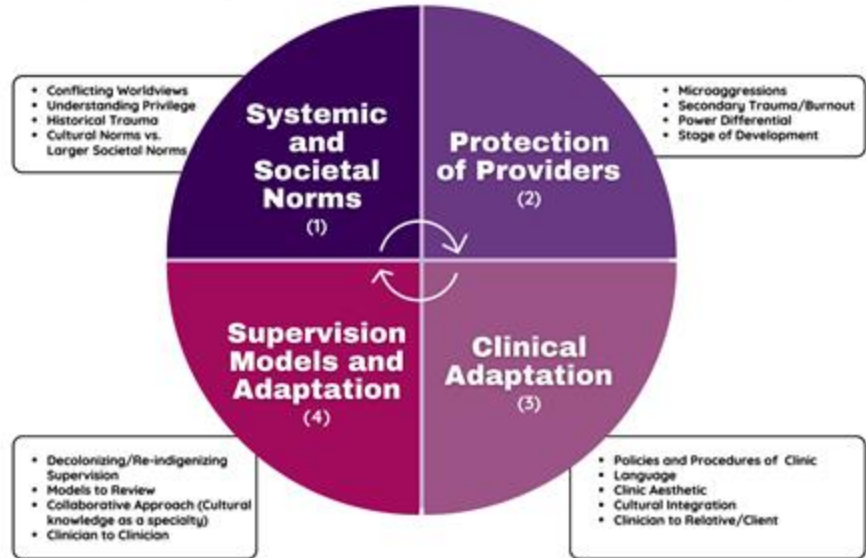 Systemic
and
Societal
Norms
(1)
• Conflicting Worldviews
• Understanding Privilege
• Historical Trauma
• Cultural Norms vs.
Larger Societal Norms
Protection
of Providers
(2)
• Microaggressions
• Secondary Trauma/Burnout
• Power Differential
• Stage of Development
Clinical
Adaptation
(3)
• Policies and Procedures of Clinic
• Language
• Clinic Aesthetic
• Cultural Integration
• Clinician to Relative/Client
Supervision
Models and
Adaptation
(4)
• Decolonizing/Re-indigenizing
Supervision
• Models to Review
• Collaborative Approach (Cultural
knowledge as a specialty)
• Clinician to Clinician